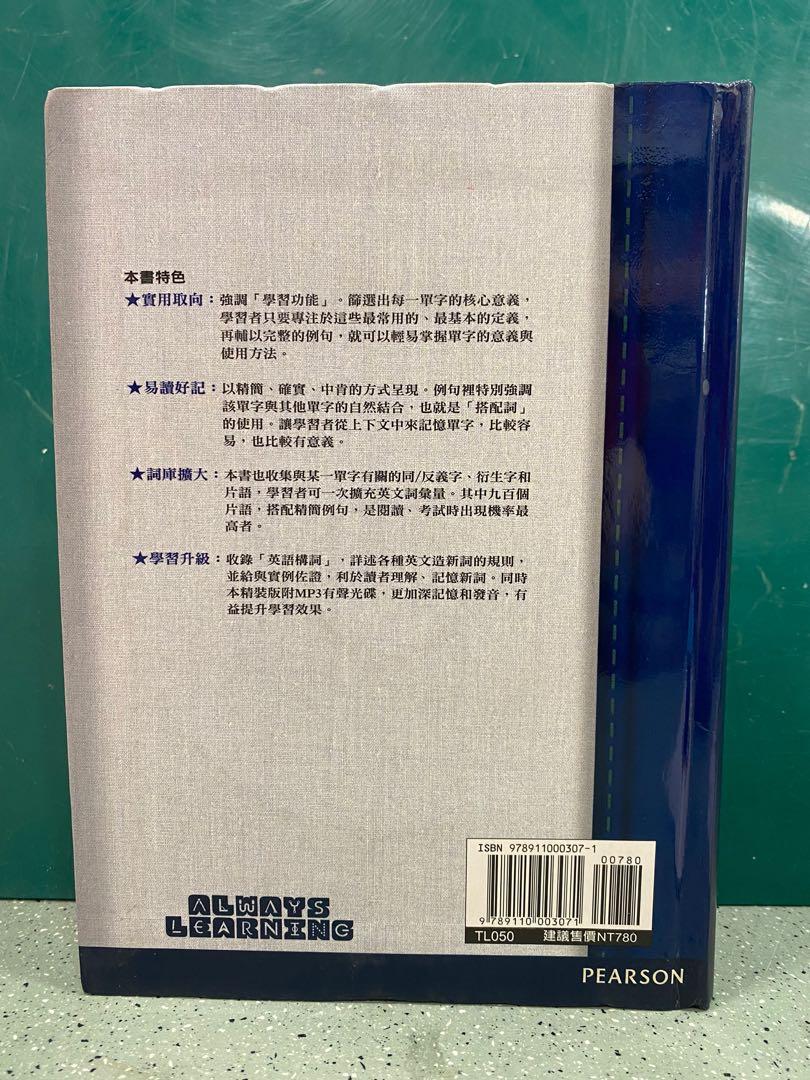 本書特色
★實用取向：強調「學習功能」。篩選出每一單字的核心意義，
學習者只要專注於這些最常用的、最基本的定義，
再輔以完整的例句，就可以輕易掌握單字的意義與
使用方法。
★易讀好記：以精簡、確實、中肯的方式呈現。例句裡特別強調
該單字與其他單字的自然結合，也就是「搭配詞」
的使用。讓學習者從上下文中來記憶單字，比較容
易，也比較有意義。
★詞庫擴大：本書也收集與某一單字有關的同/反義字、衍生字和
片語，學習者可一次擴充英文詞彙量。其中九百個
片語，搭配精簡例句，是閱讀、考試時出現機率最
高者。
★學習升級：收錄「英語構詞」，詳述各種英文造新詞的規則，
並給與實例佐證，利於讀者理解、記憶新詞。同時
本精裝版附MP3有聲光碟，更加深記憶和發音，有
益提升學習效果。
ISBN 978911000307-1
00780
9 789110 003071
TL050 建議售價NT780
ALWAYS
LEARNING
PEARSON